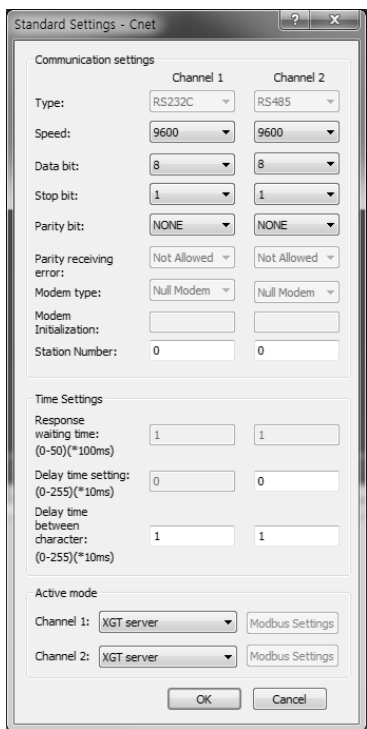 Standard Settings - Cnet
? X
Communication settings
Channel 1 Channel 2
Type: RS232C RS485
Speed: 9600 9600
Data bit: 8 8
Stop bit: 1 1
Parity bit: NONE NONE
Parity receiving
error: Not Allowed Not Allowed
Modem type: Null Modem Null Modem
Modem
Initialization:
Station Number: 0 0
Time Settings
Response
waiting time: 1 1
(0-50)(*100ms)
Delay time setting: 0 0
(0-255)(*10ms)
Delay time
between
character: 1 1
(0-255)(*10ms)
Active mode
Channel 1: XGT server Modbus Settings
Channel 2: XGT server Modbus Settings
OK Cancel